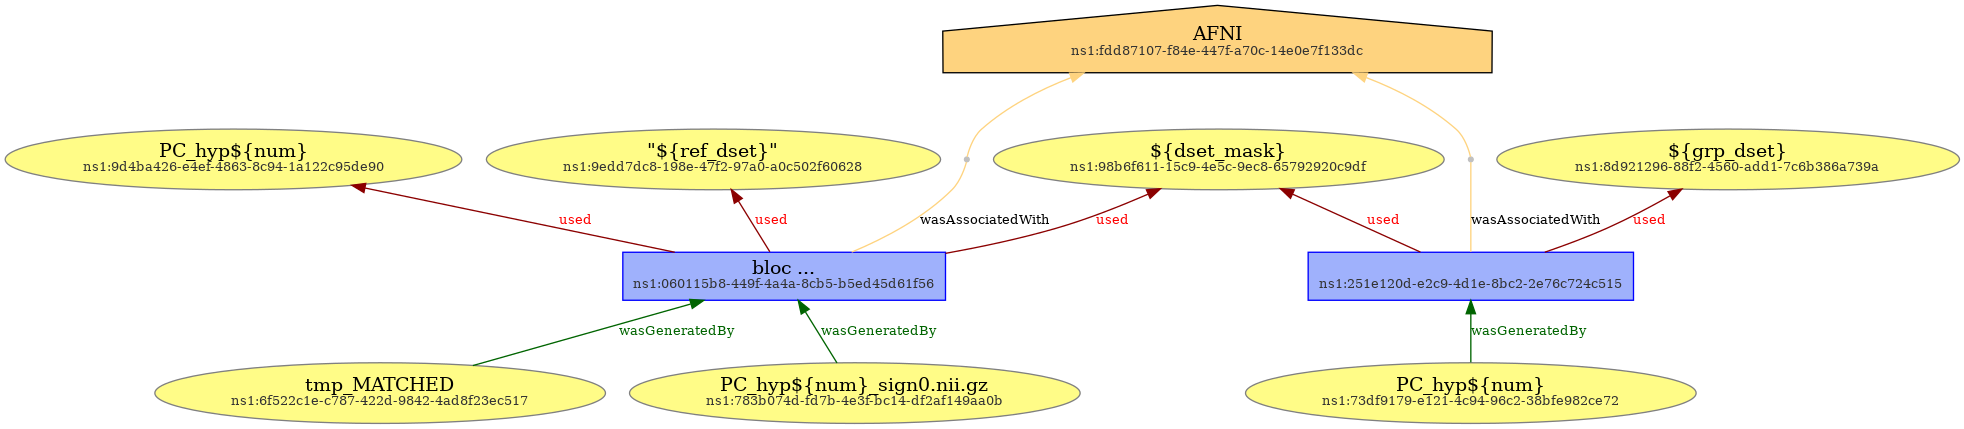 AFNI
ns1:fdd87107-f84e-447f-a70c-14e0e7f133dc
PC_hyp${num}
ns1:9d4ba426-e4ef-4863-8c94-1a122c95de90
"${ref_dset}"
ns1:9edd7dc8-198e-47f2-97a0-a0c502f60628
${dset_mask}
ns1:98b6f611-15c9-4e5c-9ec8-65792920c9df
${grp_dset}
ns1:8d921296-88f2-4560-add1-7c6b386a739a
used
used
wasAssociatedWith
used
used
wasAssociatedWith
used
bloc ...
ns1:060115b8-449f-4a4a-8cb5-b5ed45d61f56
ns1:251e120d-e2c9-4d1e-8bc2-2e76c724c515
wasGeneratedBy
wasGeneratedBy
wasGeneratedBy
tmp_MATCHED
ns1:6f522c1e-c787-422d-9842-4ad8f23ec517
PC_hyp${num}_sign0.nii.gz
ns1:783b074d-fd7b-4e3f-bc14-df2af149aa0b
PC_hyp${num}
ns1:73df9179-e121-4c94-96c2-38bfe982ce72